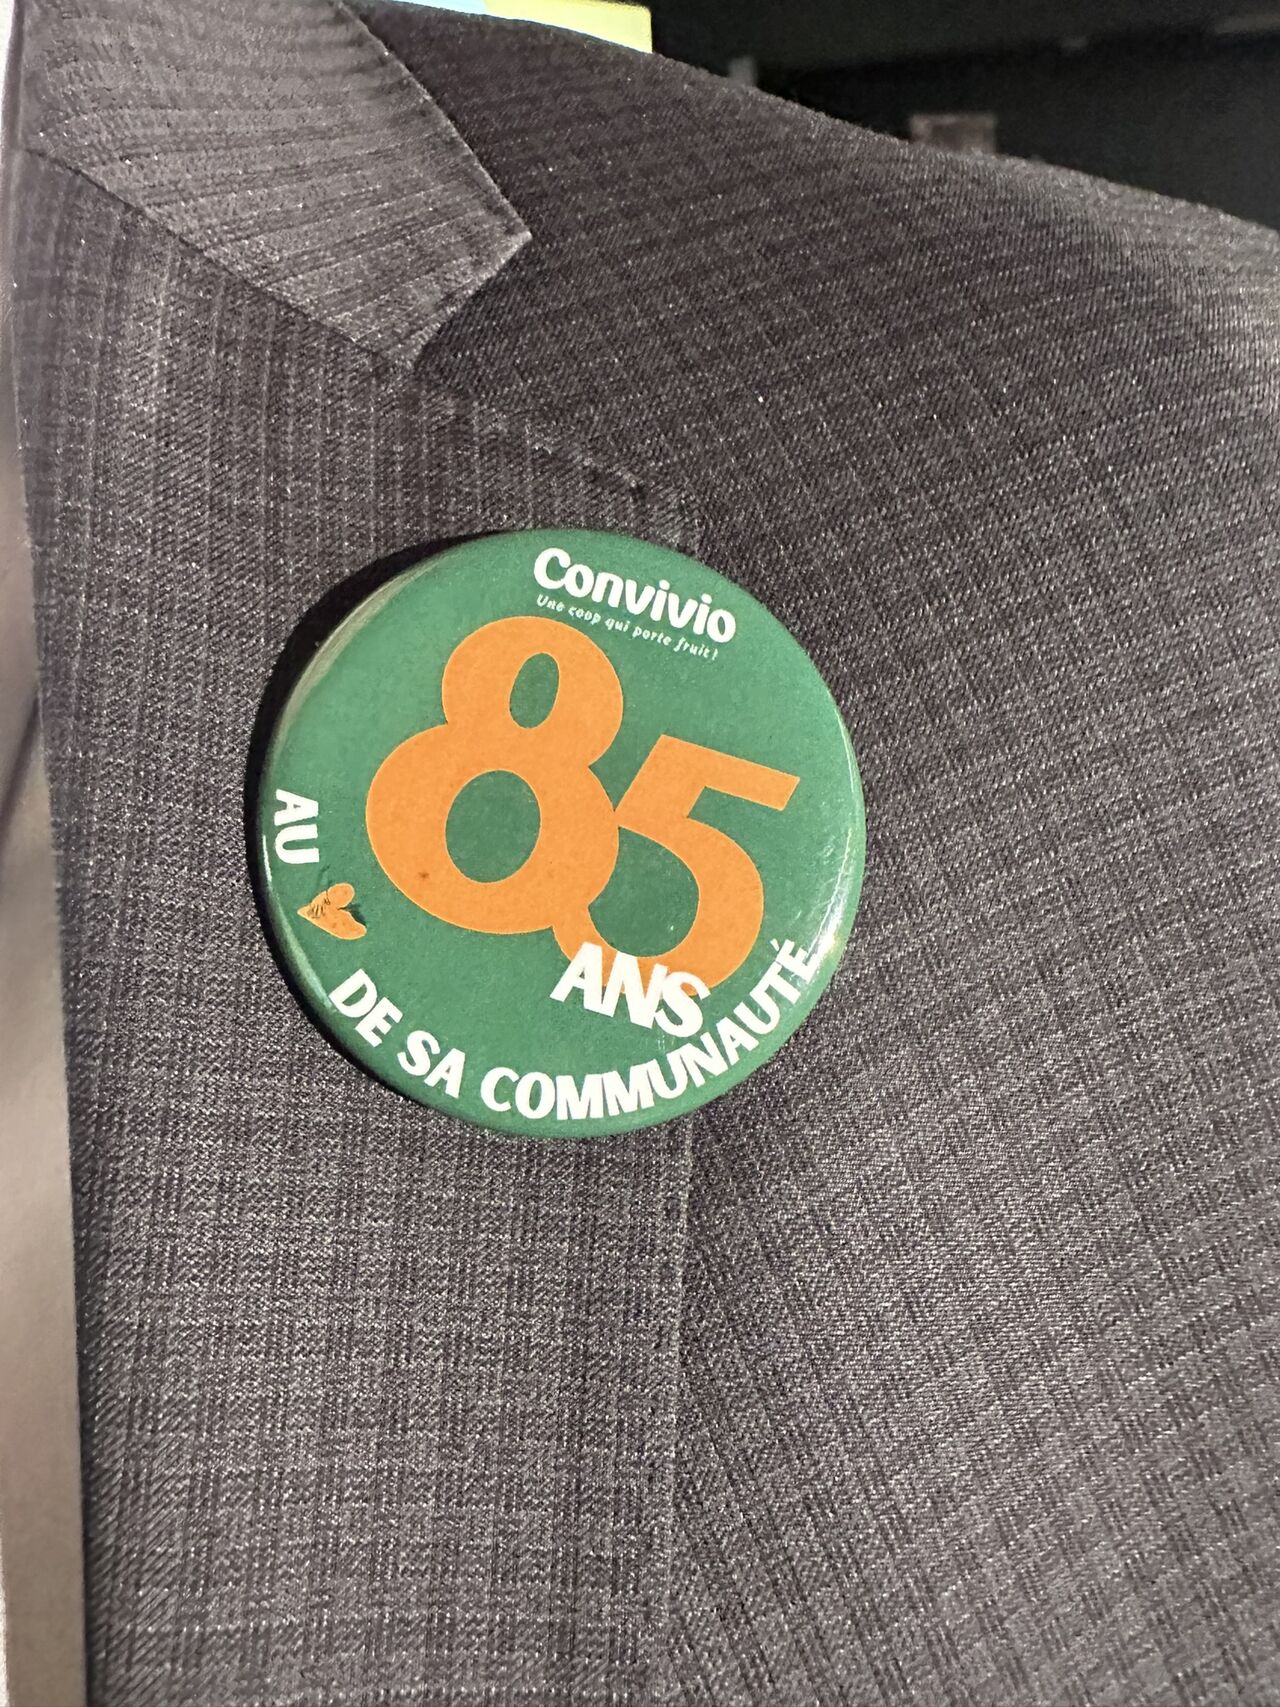 Convivio
Une coop qui porte fruit!
85
ANS
AU
DE SA COMMUNAUTÉ